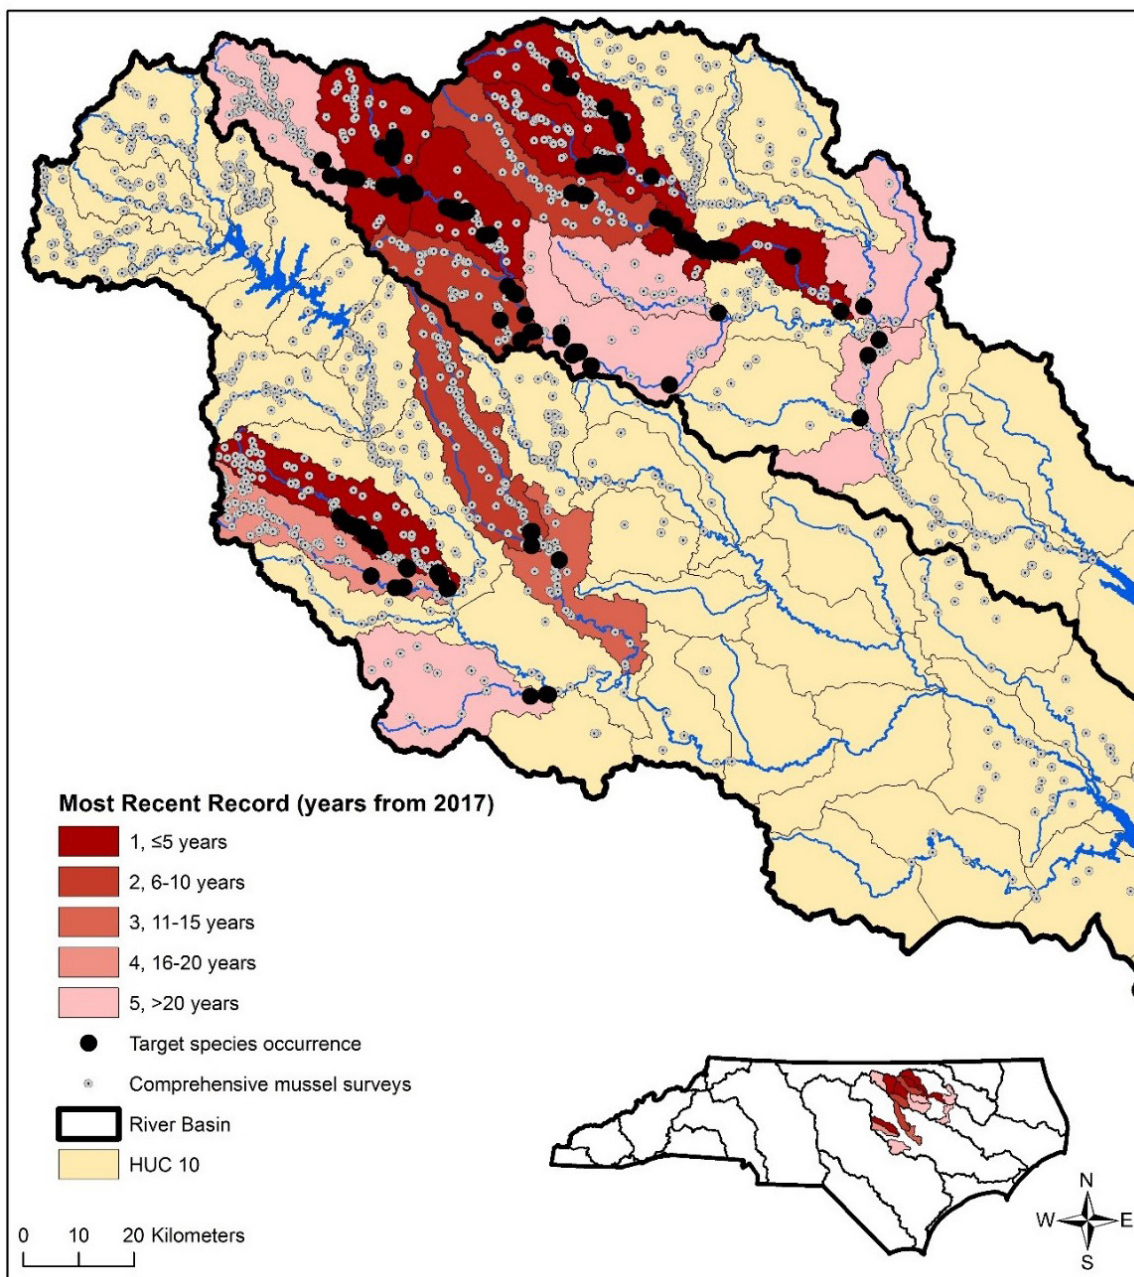 Most Recent Record (years from 2017)
1, ≤5 years
2, 6-10 years
3, 11-15 years
4, 16-20 years
5, >20 years
Target species occurrence
Comprehensive mussel surveys
River Basin
HUC 10
0 10 20 Kilometers
N
W E
S